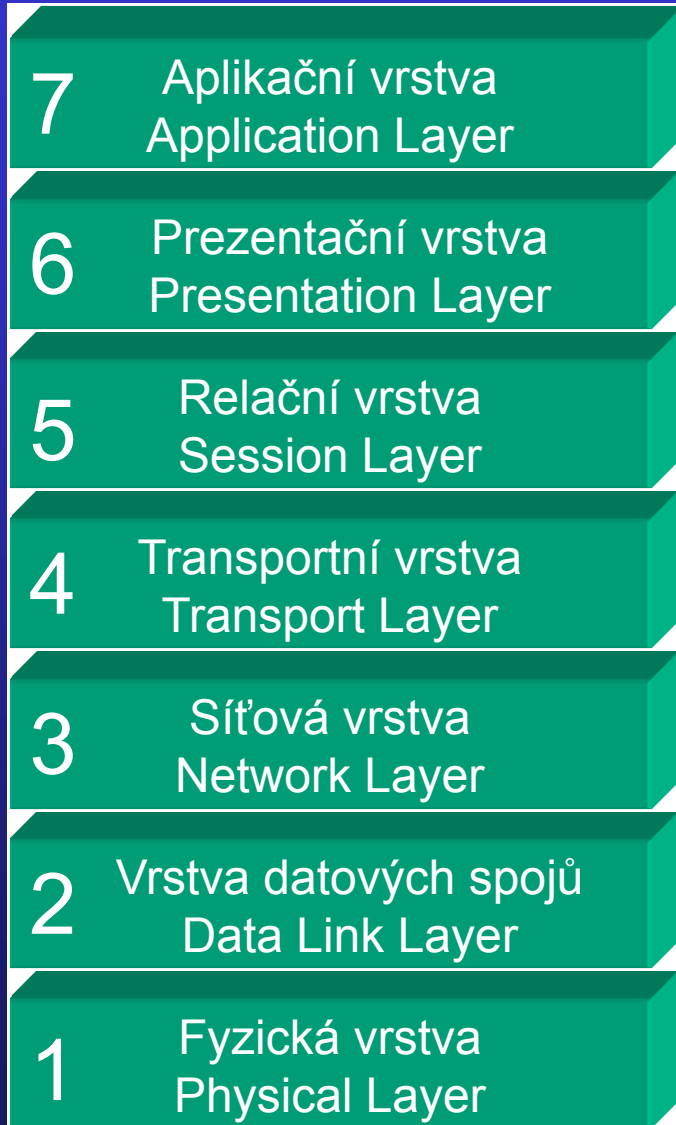 7
Aplikační vrstva
Application Layer
6
Prezentační vrstva
Presentation Layer
5
Relační vrstva
Session Layer
4
Transportní vrstva
Transport Layer
3
Síťová vrstva
Network Layer
2
Vrstva datových spojů
Data Link Layer
1
Fyzická vrstva
Physical Layer